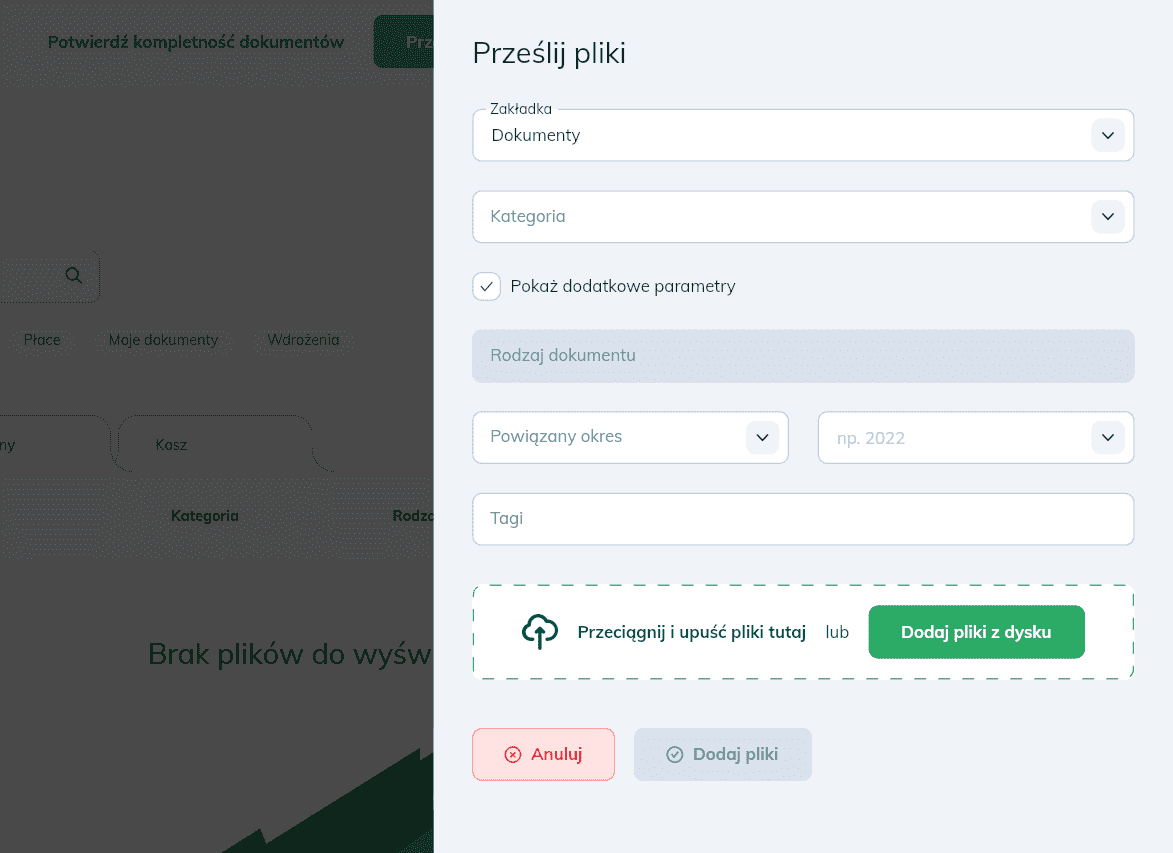 Potwierdź kompletność dokumentów
Prze
Płace
Moje dokumenty
Wdrożenia
ny
Kosz
Kategoria
Rodzo
Brak plików do wyśw
Prześlij pliki
Zakładka
Dokumenty
Kategoria
Pokaż dodatkowe parametry
Rodzaj dokumentu
Powiązany okres
np. 2022
Tagi
Przeciągnij i upuść pliki tutaj lub Dodaj pliki z dysku
Anuluj
Dodaj pliki